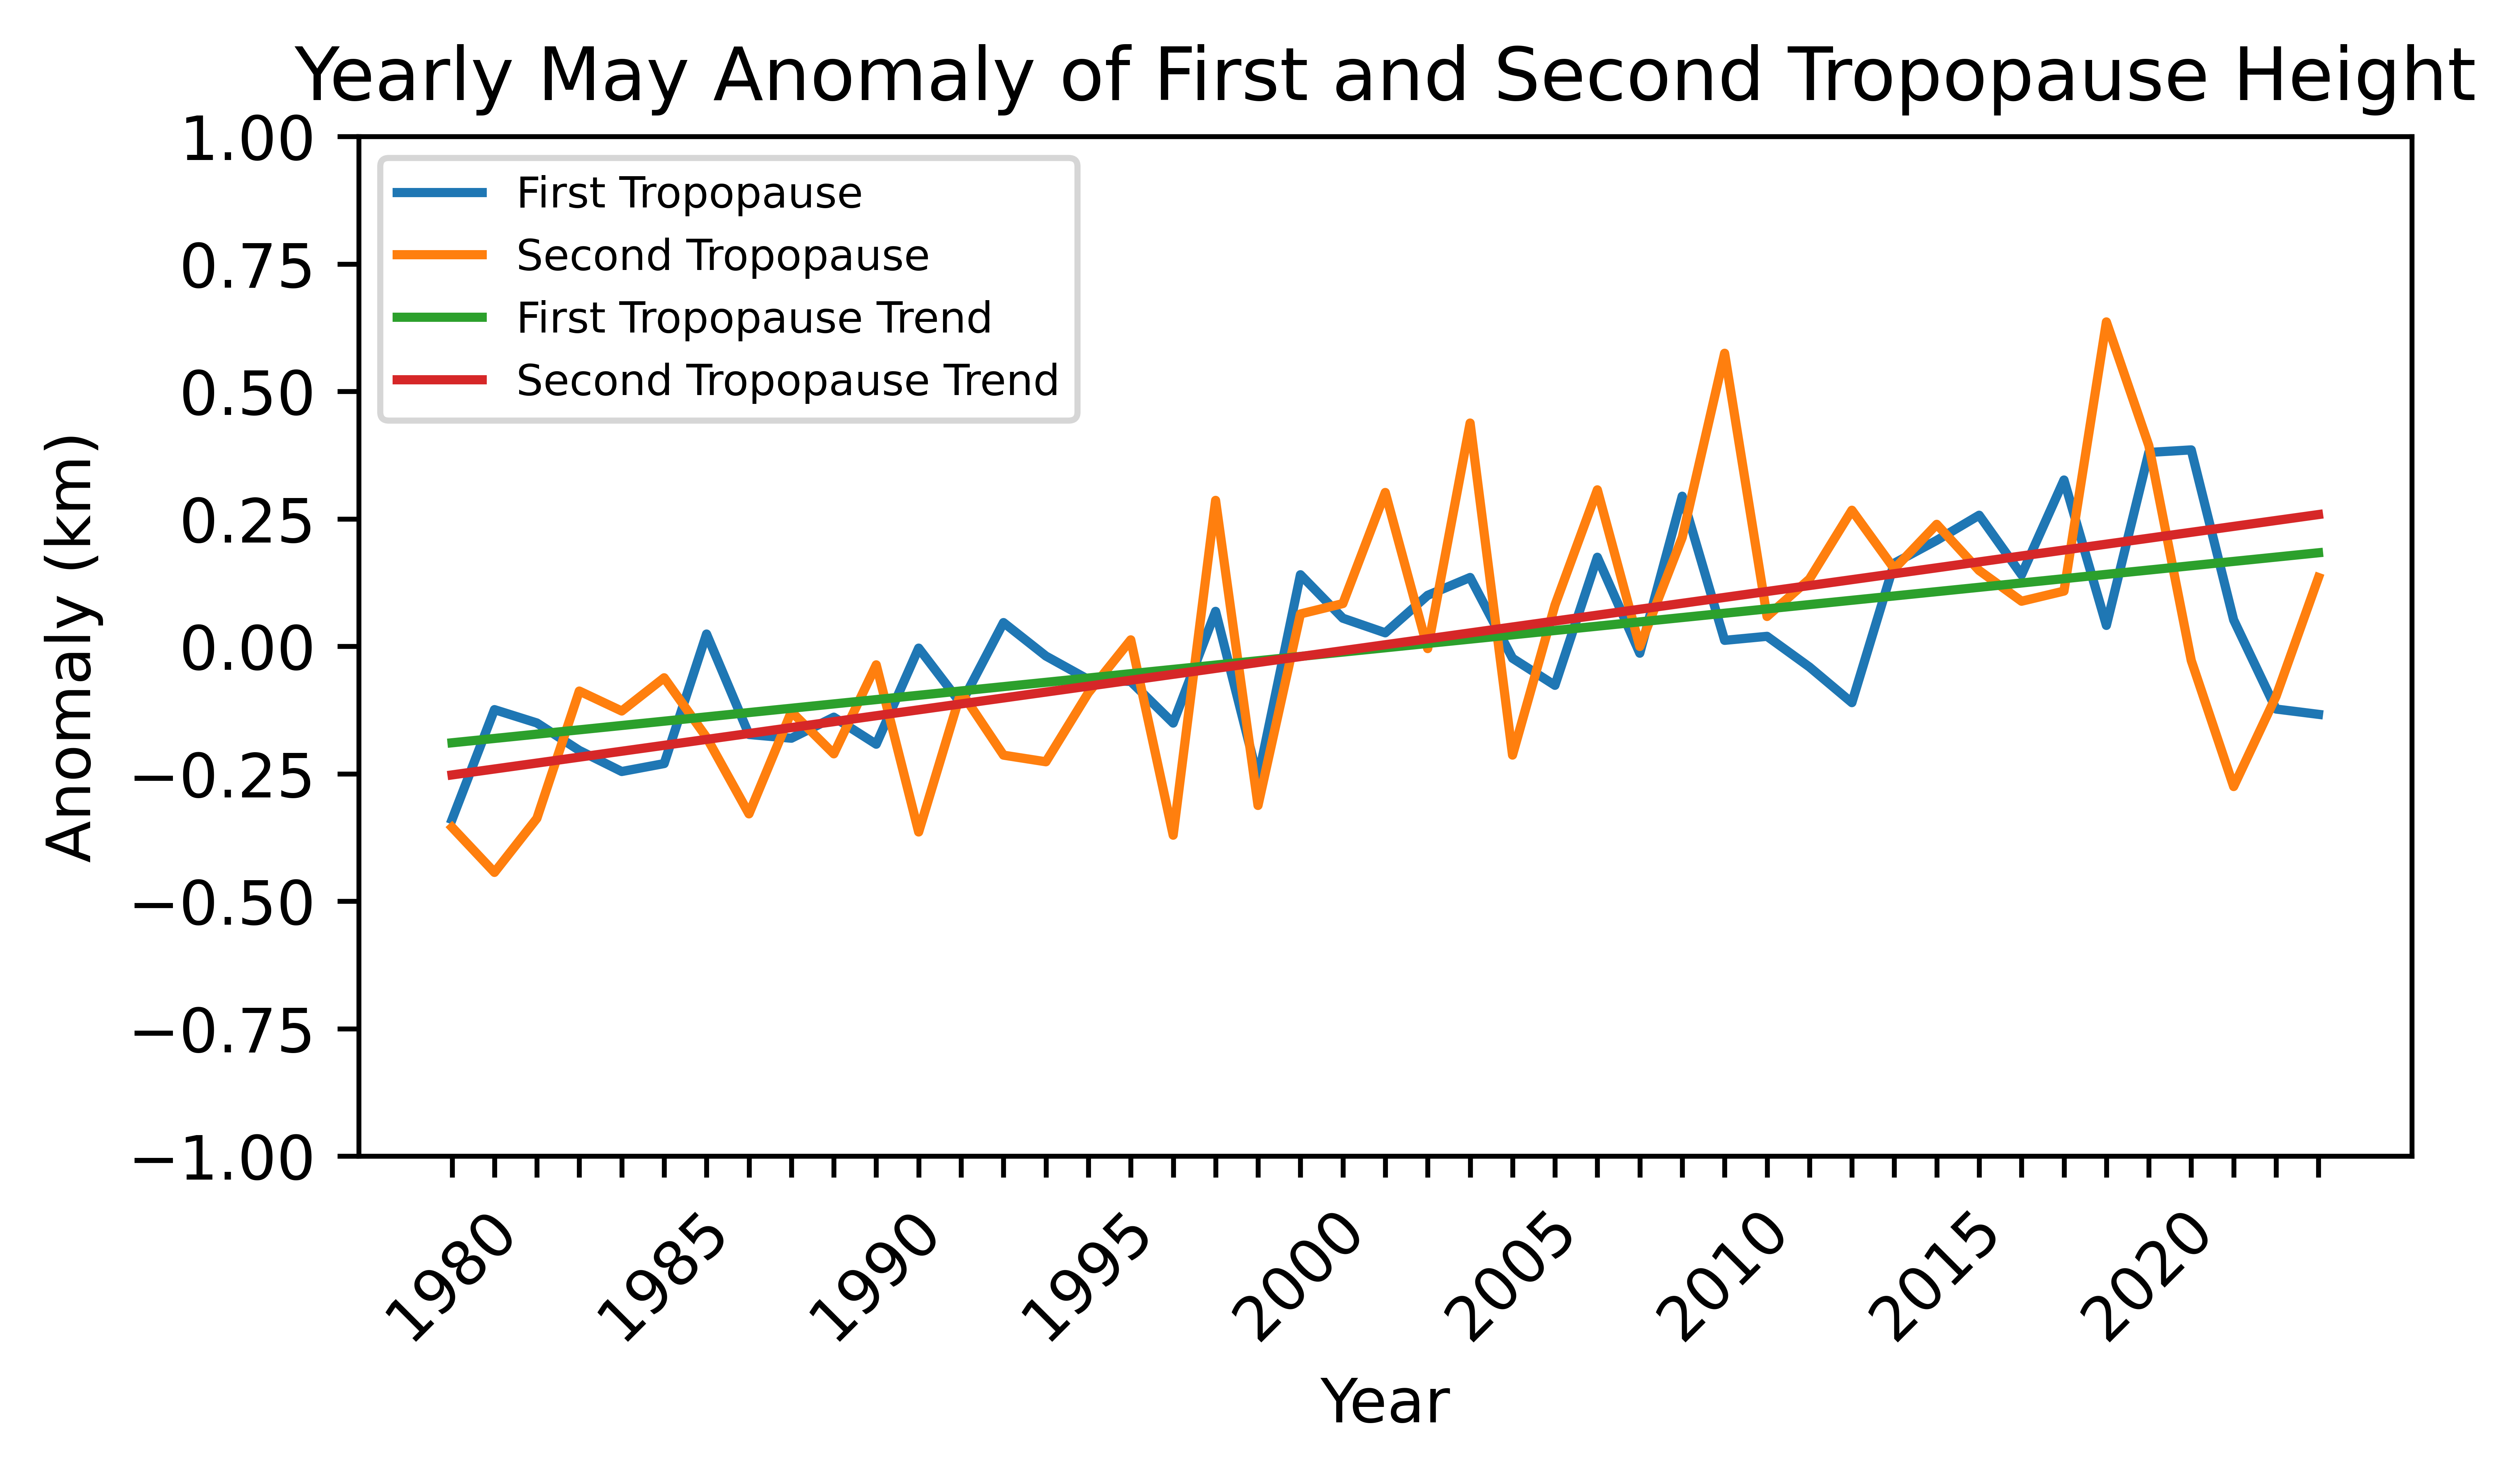 Yearly May Anomaly of First and Second Tropopause Height
1.00
0.75
0.50
0.25
0.00
−0.25
−0.50
−0.75
−1.00
Anomaly (km)
First Tropopause
Second Tropopause
First Tropopause Trend
Second Tropopause Trend
1980
1985
1990
1995
2000
2005
2010
2015
2020
Year